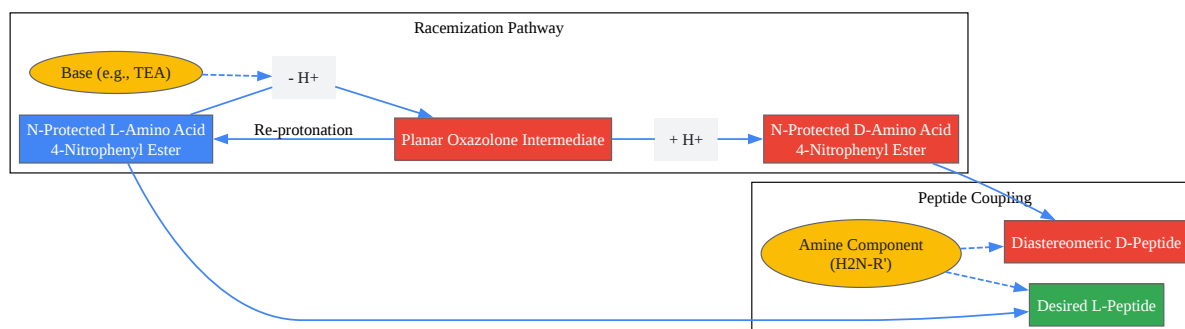 Racemization Pathway
Base (e.g., TEA)
- H+
N-Protected L-Amino Acid
4-Nitrophenyl Ester
Re-protonation
Planar Oxazolone Intermediate
+ H+
N-Protected D-Amino Acid
4-Nitrophenyl Ester
Peptide Coupling
Amine Component
(H2N-R')
Diastereomeric D-Peptide
Desired L-Peptide